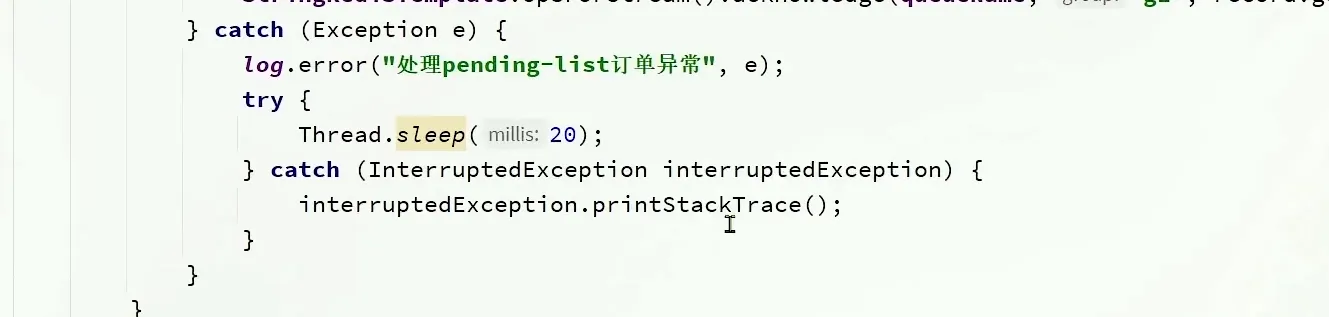 } catch (Exception e) {
log.error("处理pending-list订单异常", e);
try {
Thread.sleep( millis: 20);
} catch (InterruptedException interruptedException) {
interruptedException.printStackTrace();
}
}
}